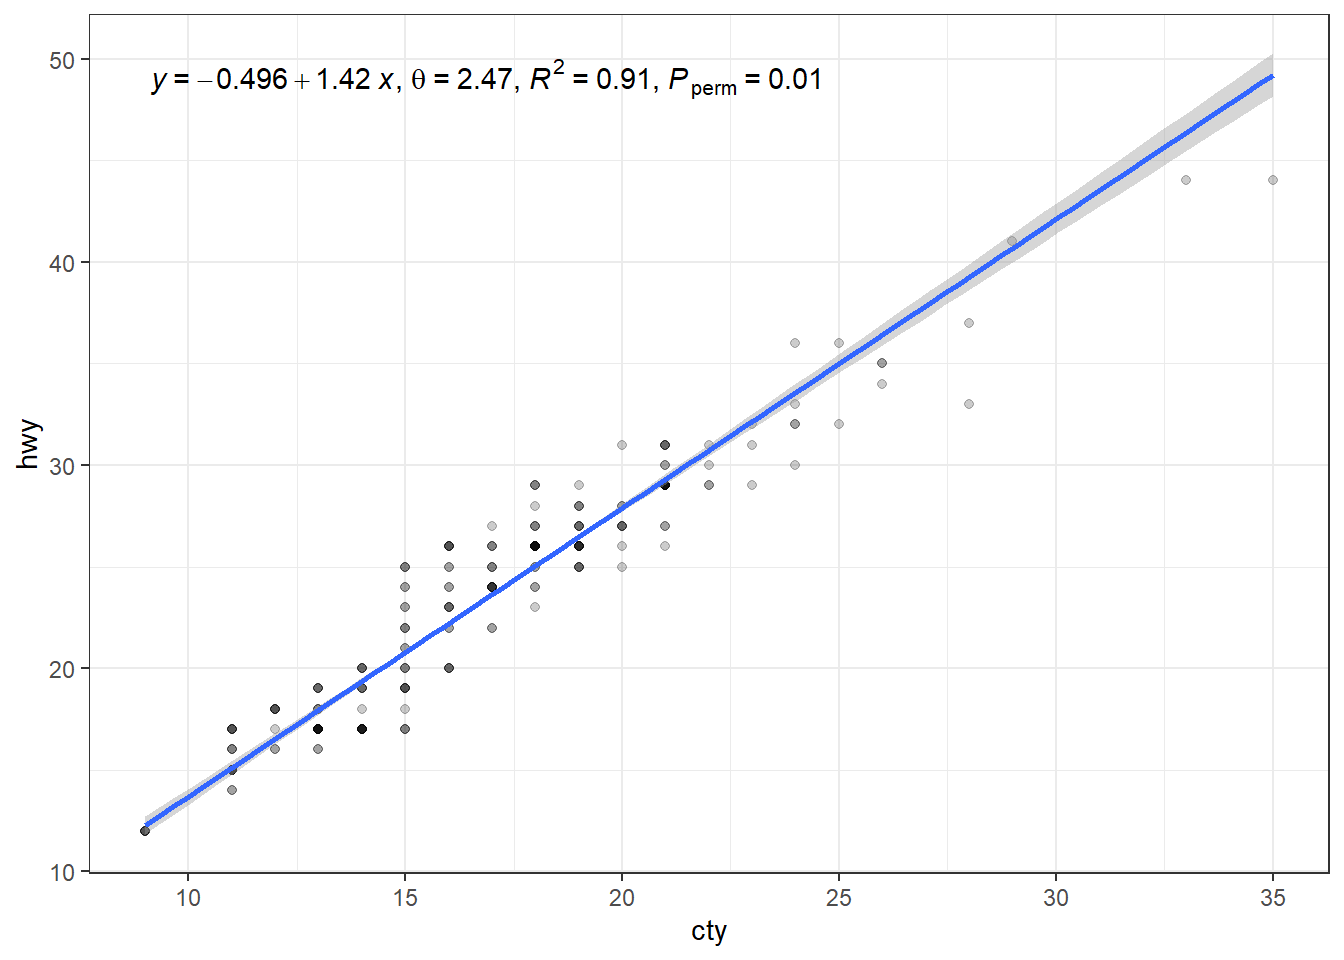 y = −0.496 + 1.42 x, θ = 2.47, R² = 0.91, P perm = 0.01
50
40
30
20
10
hwy
10 15 20 25 30 35
cty